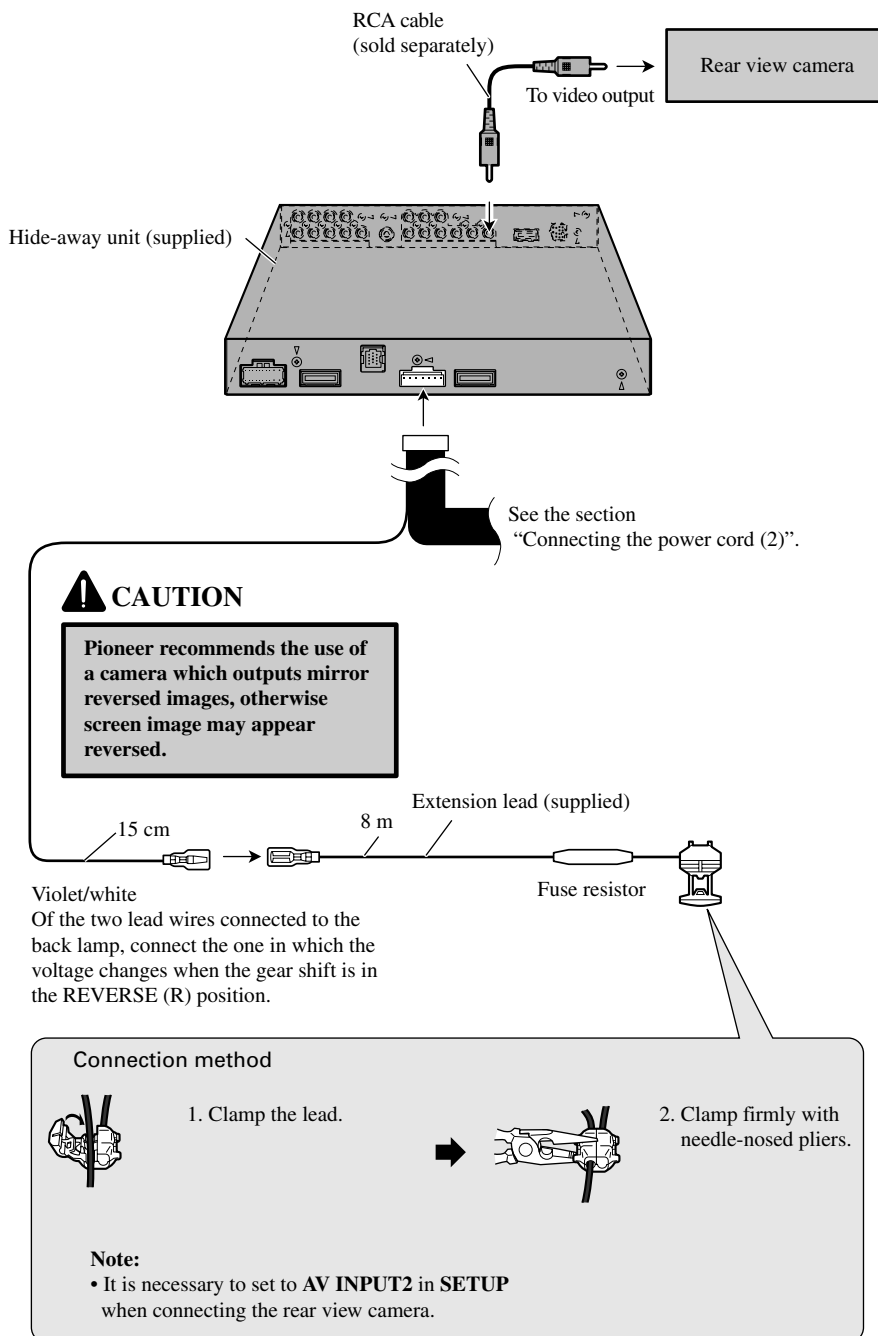 RCA cable
(sold separately)
Rear view camera
To video output
Hide-away unit (supplied)
See the section
“Connecting the power cord (2)”.
CAUTION
Pioneer recommends the use of
a camera which outputs mirror
reversed images, otherwise
screen image may appear
reversed.
Extension lead (supplied)
15 cm
8 m
Fuse resistor
Violet/white
Of the two lead wires connected to the
back lamp, connect the one in which the
voltage changes when the gear shift is in
the REVERSE (R) position.
Connection method
1. Clamp the lead.
2. Clamp firmly with
needle-nosed pliers.
Note:
• It is necessary to set to AV INPUT2 in SETUP
when connecting the rear view camera.